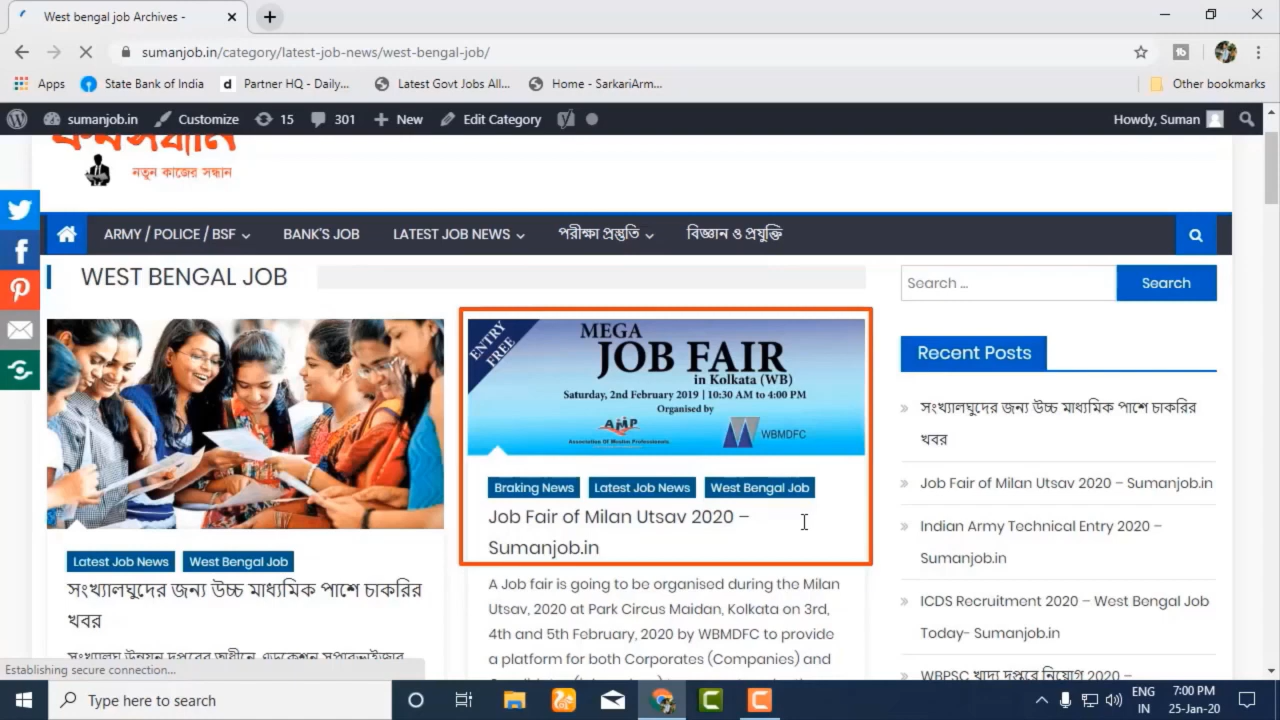 West bengal job Archives -
sumanjob.in/category/latest-job-news/west-bengal-job/
Apps State Bank of India Partner HQ - Daily... Latest Govt Jobs All... Home - SarkariArm... Other bookmarks
sumanjob.in Customize 15 301 New Edit Category Howdy, Suman
নতুন কাজের সন্ধান
ARMY / POLICE / BSF BANK'S JOB LATEST JOB NEWS পরীক্ষা প্রস্তুতি বিজ্ঞান ও প্রযুক্তি
WEST BENGAL JOB
Search ... Search
ENTRY
FREE
MEGA
JOB FAIR
in Kolkata (WB)
Saturday, 2nd February 2019 | 10:30 AM to 4:00 PM
Organised by
AMP WBMDFC
Association Of Muslim Professionals
Braking News Latest Job News West Bengal Job
Job Fair of Milan Utsav 2020 –
Sumanjob.in
A Job fair is going to be organised during the Milan
Utsav, 2020 at Park Circus Maidan, Kolkata on 3rd,
4th and 5th February, 2020 by WBMDFC to provide
a platform for both Corporates (Companies) and
Latest Job News West Bengal Job
সংখ্যালঘুদের জন্য উচ্চ মাধ্যমিক পাশে চাকরির
খবর
Recent Posts
সংখ্যালঘুদের জন্য উচ্চ মাধ্যমিক পাশে চাকরির
খবর
Job Fair of Milan Utsav 2020 – Sumanjob.in
Indian Army Technical Entry 2020 –
Sumanjob.in
ICDS Recruitment 2020 – West Bengal Job
Today- Sumanjob.in
WBPSC খাদ্য দপ্তরে নিয়োগ 2020 –
Establishing secure connection...
Type here to search
ENG
IN
7:00 PM
25-Jan-20